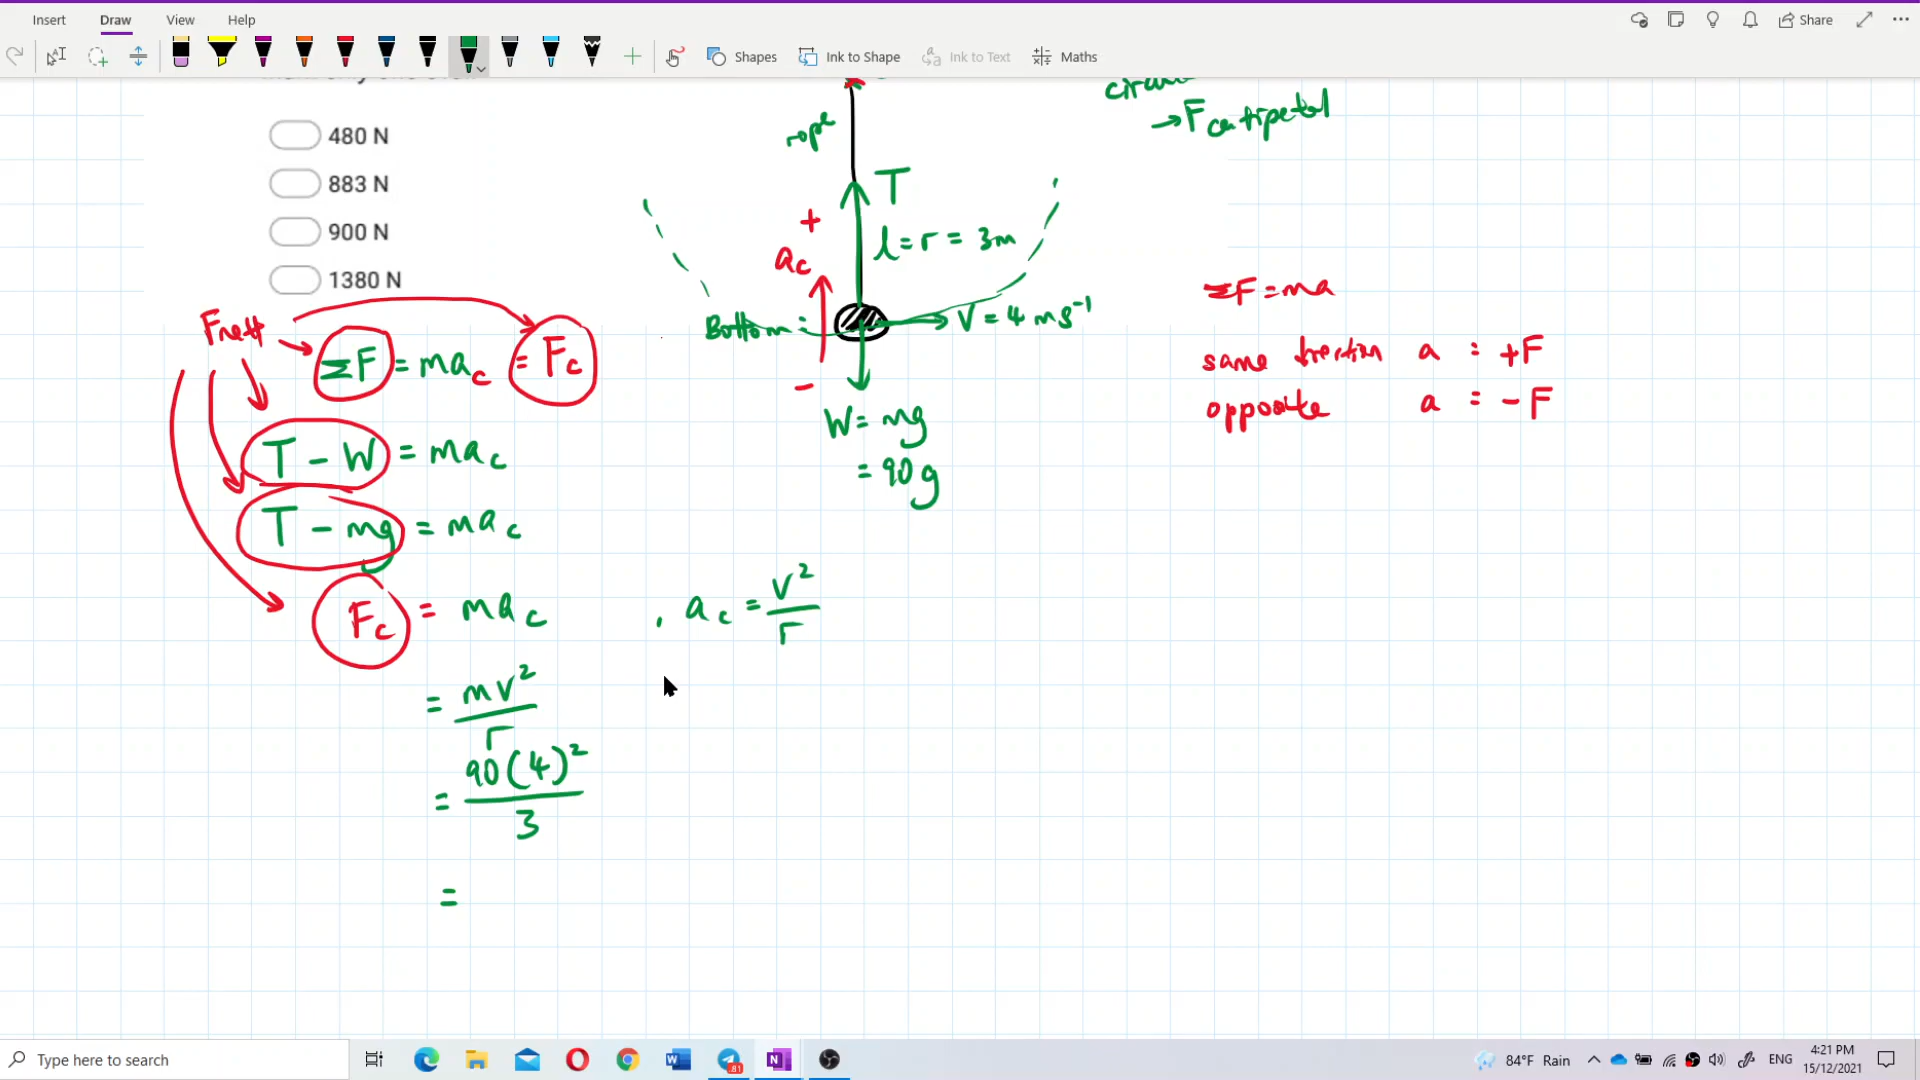 Insert Draw View Help Share
Shapes Ink to Shape Ink to Text Maths
→ F centripetal
rope
480 N
T
883 N
+
900 N
l = r = 3m
ac
1380 N
ΣF = ma
Fnett
Bottom :
V = 4 ms⁻¹
ΣF = mac = Fc
same direction a : +F
−
opposite a : − F
W = mg
T − W = mac
= 90g
T − mg = mac
Fc = mac , ac = v²/r
= mv²/r
= 90(4)²/3
=
Type here to search
81
84°F Rain
ENG
4:21 PM
15/12/2021